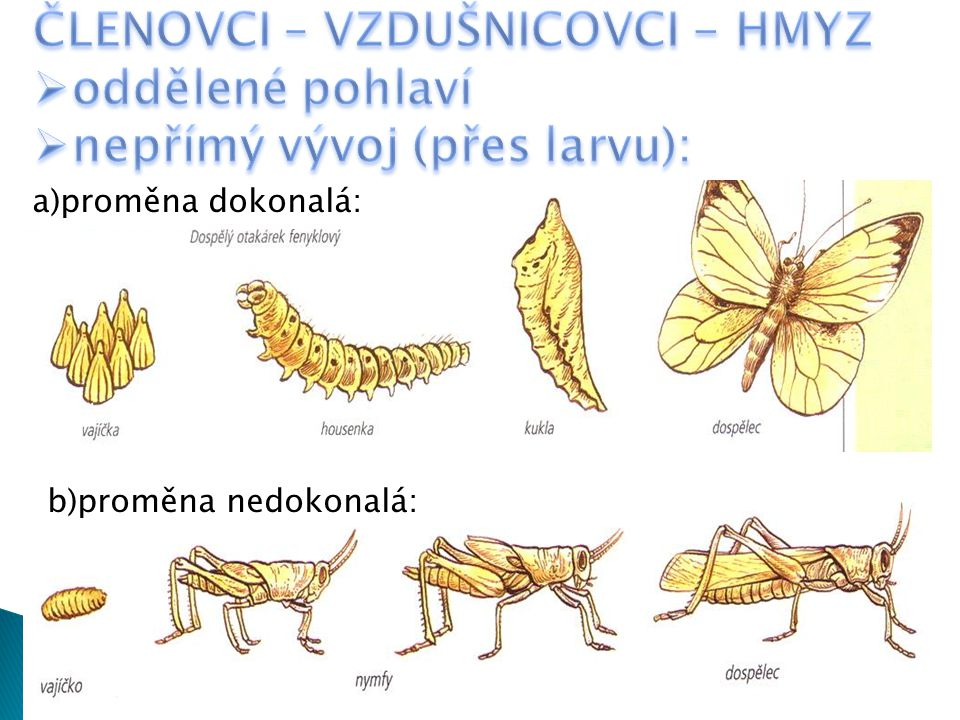 ČLENOVCI – VZDUŠNICOVCI - HMYZ
➢oddělené pohlaví
➢nepřímý vývoj (přes larvu):
a)proměna dokonalá:
Dospělý otakárek fenyklový
vajíčka
housenka
kukla
dospělec
b)proměna nedokonalá:
vajíčko
nymfy
dospělec